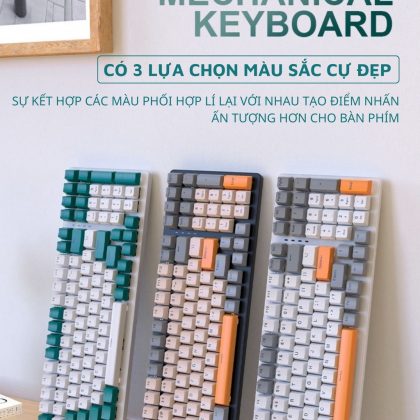 MECHANICAL
KEYBOARD
CÓ 3 LỰA CHỌN MÀU SẮC CỰ ĐẸP
SỰ KẾT HỢP CÁC MÀU PHỐI HỢP LÍ LẠI VỚI NHAU TẠO ĐIỂM NHẤN
ẤN TƯỢNG HƠN CHO BÀN PHÍM